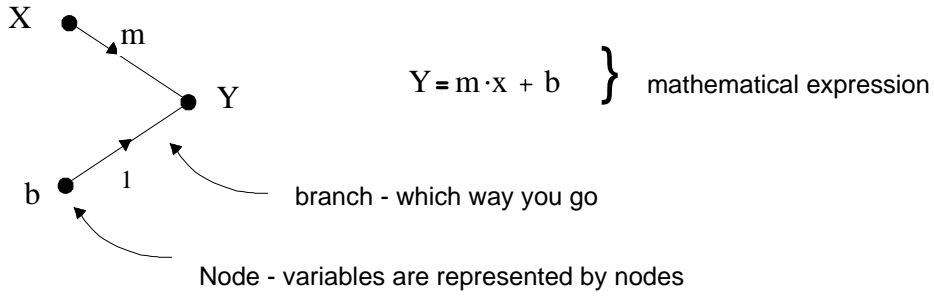 X
m
Y
Y = m·x + b } mathematical expression
1
b
branch - which way you go
Node - variables are represented by nodes